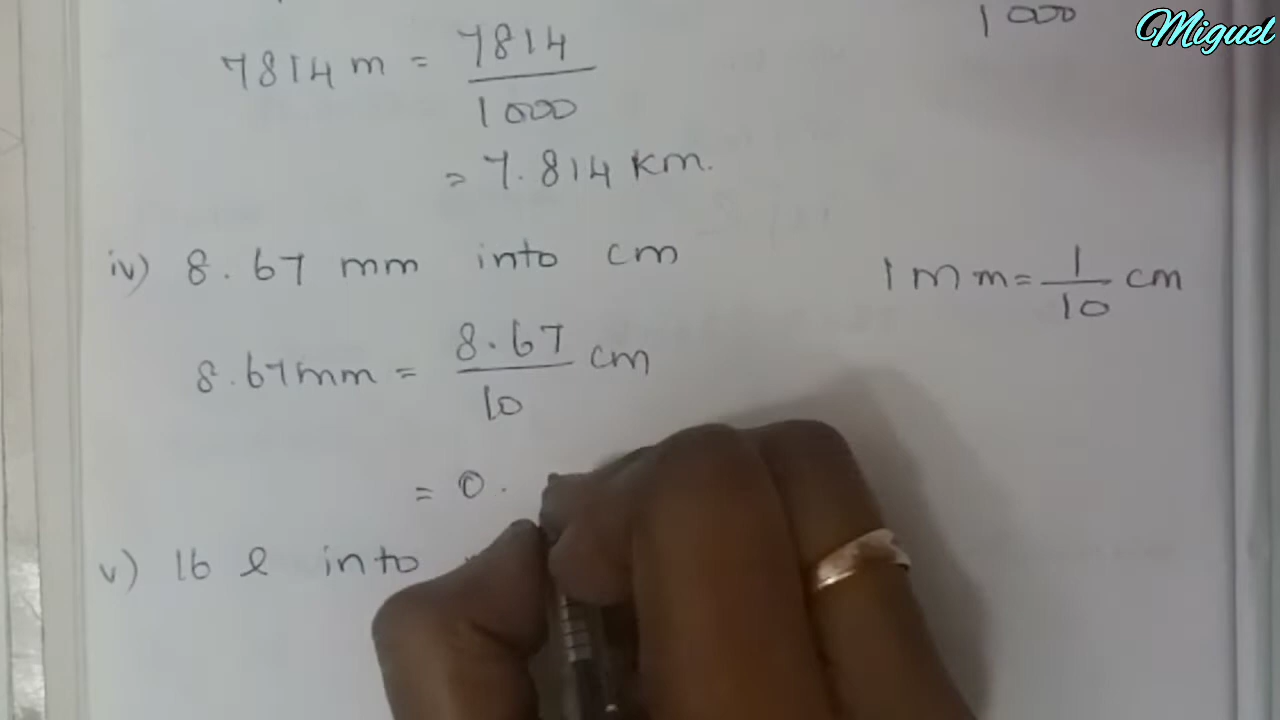 1000
Miguel
7814 m = 7814
1000
= 7.814 km.
iv) 8.67 mm into cm
1 mm = 1/10 cm
8.67mm = 8.67/10 cm
= 0.
v) 16 l into